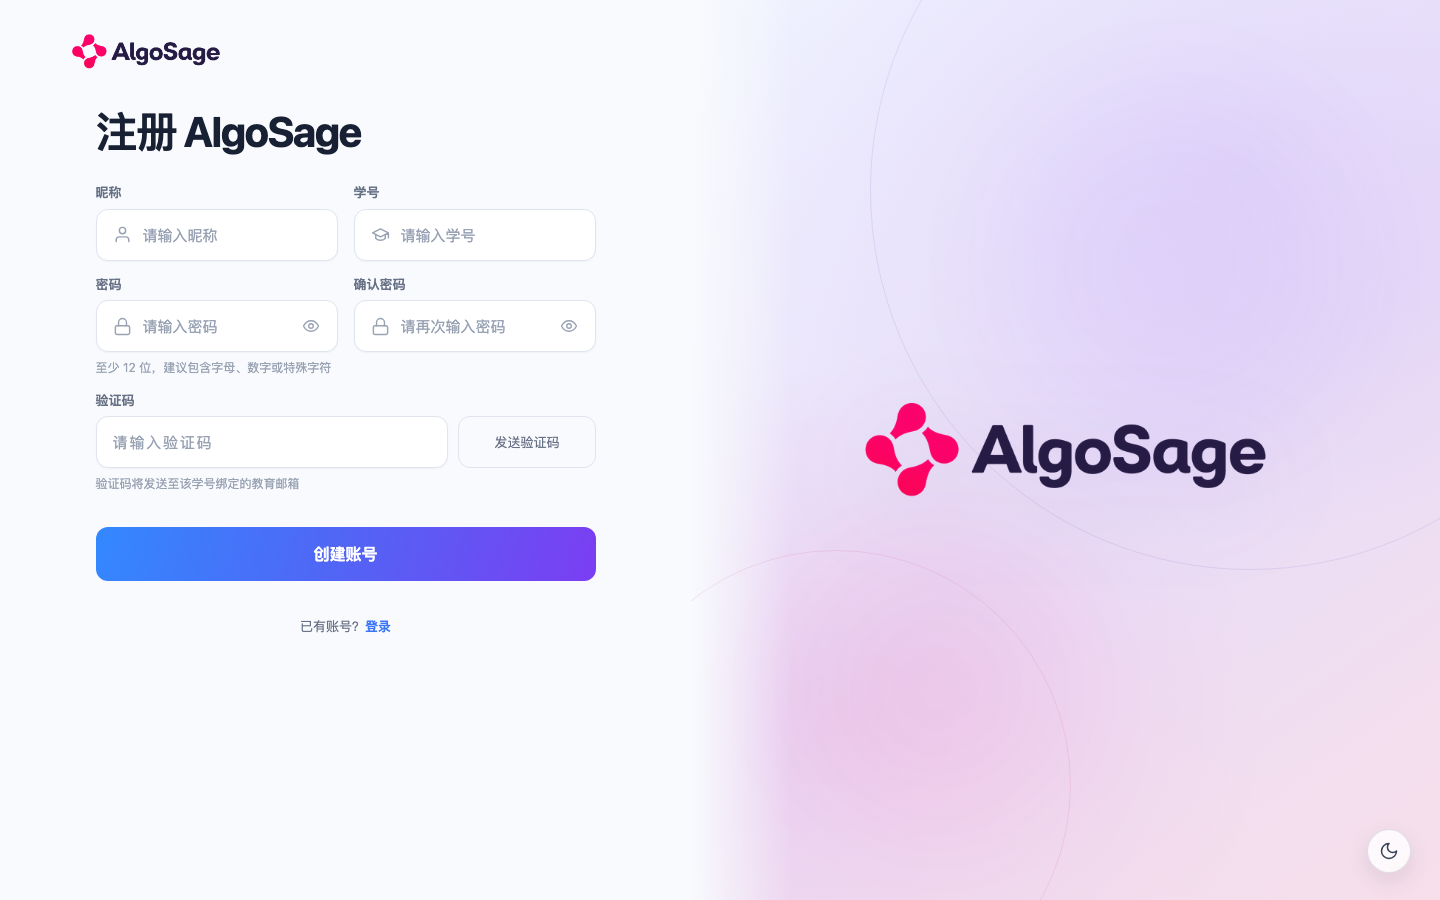 AlgoSage
注册 AlgoSage
昵称
学号
请输入昵称
请输入学号
密码
确认密码
请输入密码
请再次输入密码
至少 12 位，建议包含字母、数字或特殊字符
验证码
请输入验证码
发送验证码
验证码将发送至该学号绑定的教育邮箱
创建账号
已有账号？ 登录
AlgoSage